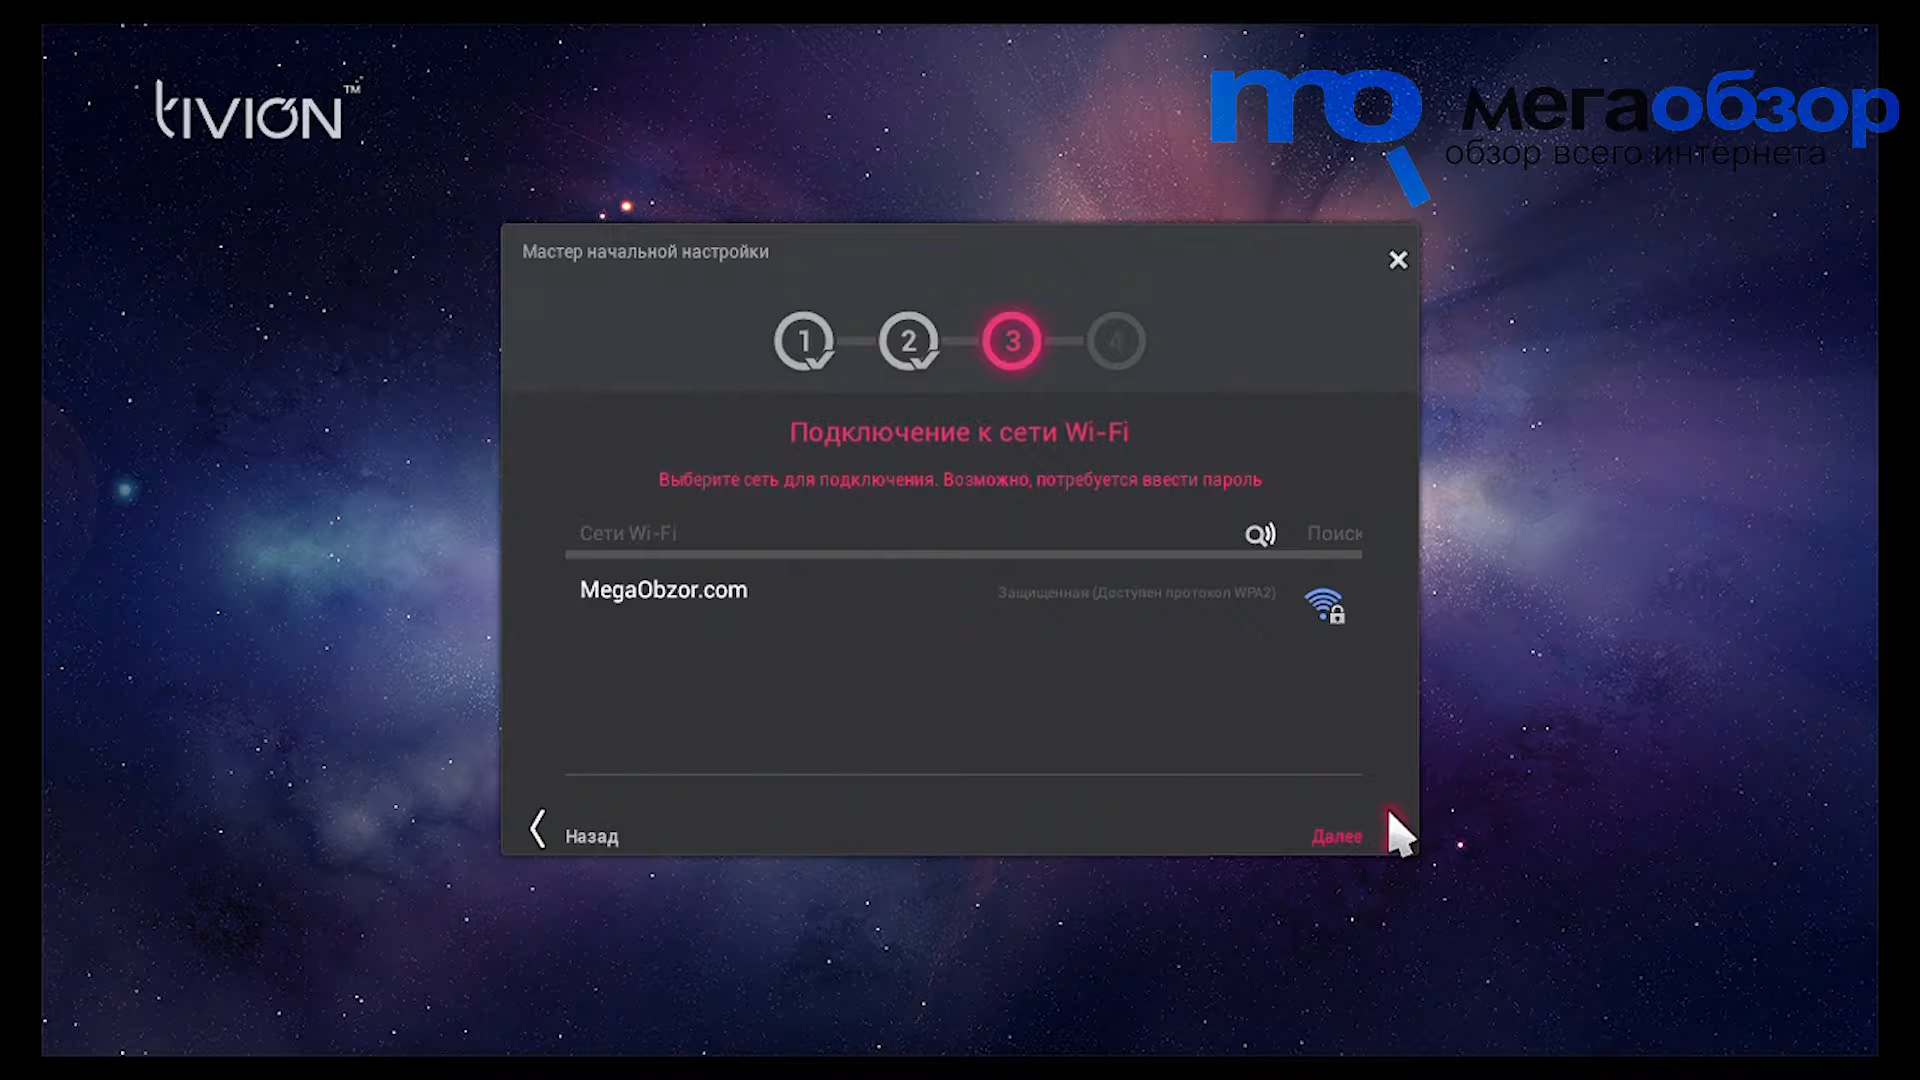 tivion™
мегаобзор
обзор всего интернета
Мастер начальной настройки
1
2
3
4
Подключение к сети Wi-Fi
Выберите сеть для подключения. Возможно, потребуется ввести пароль
Сети Wi-Fi
Поиск
MegaObzor.com
Защищенная (Доступен протокол WPA2)
Назад
Далее